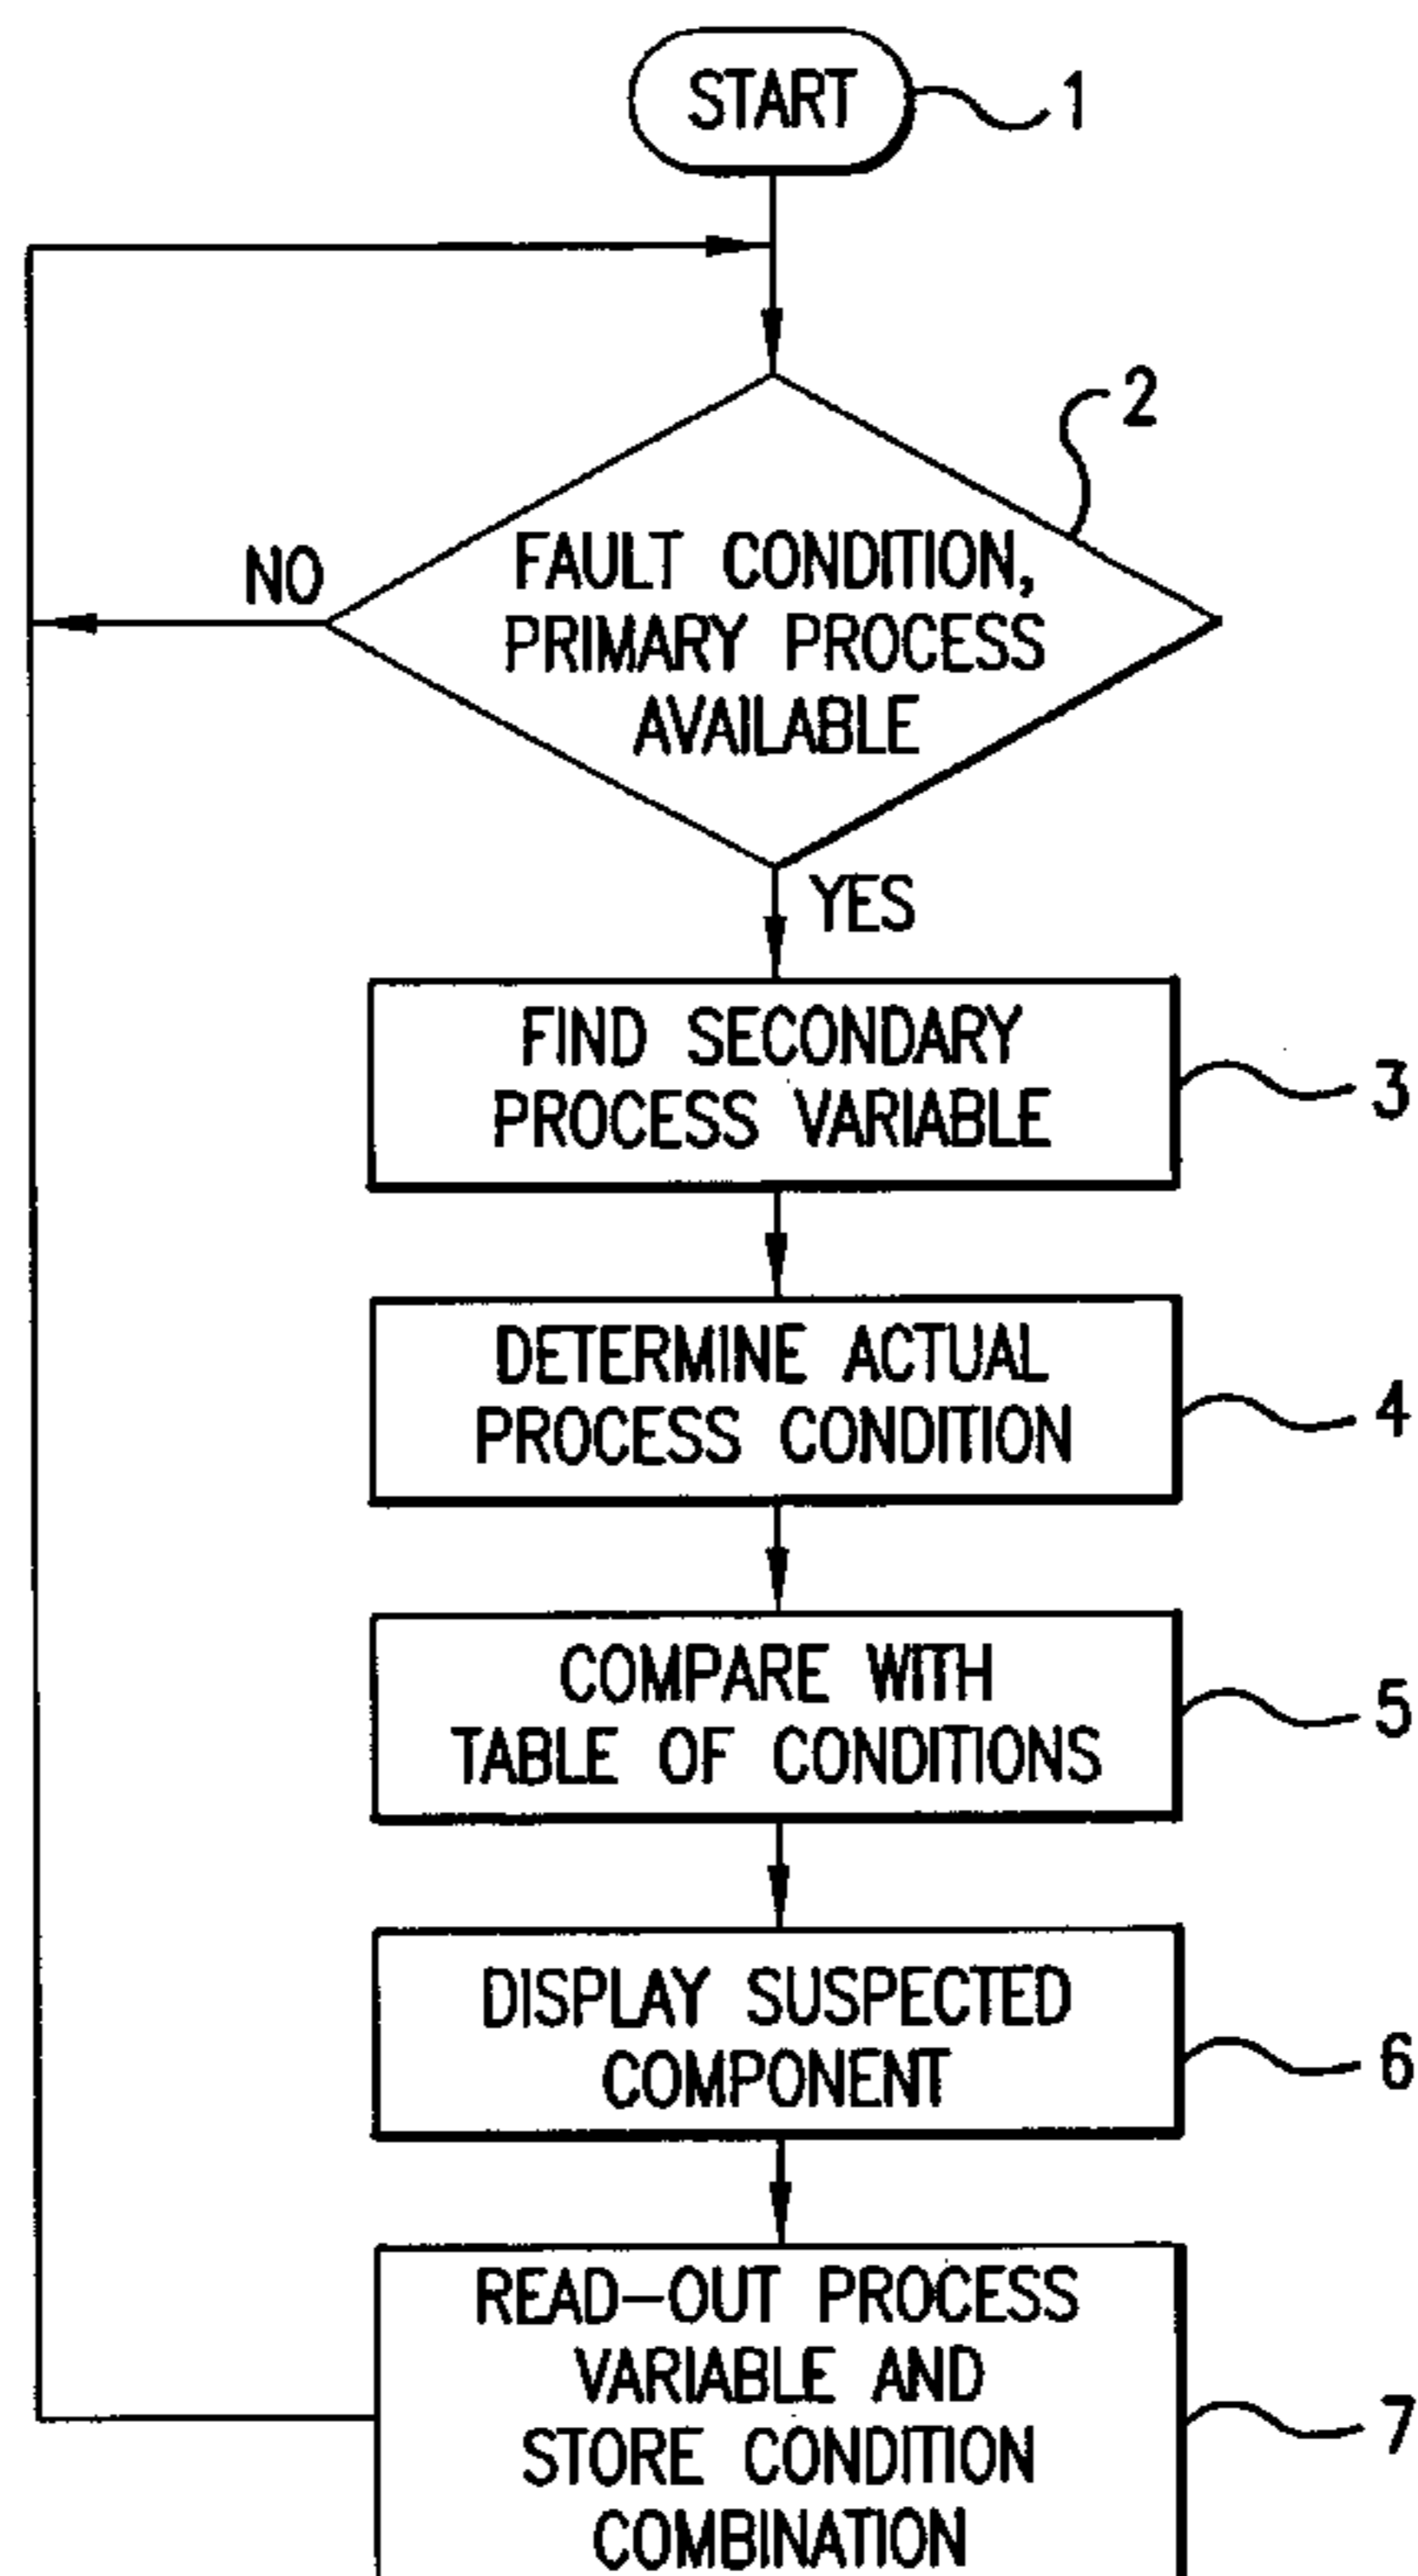 START
1
2
FAULT CONDITION,
PRIMARY PROCESS
AVAILABLE
NO
YES
FIND SECONDARY
PROCESS VARIABLE
3
DETERMINE ACTUAL
PROCESS CONDITION
4
COMPARE WITH
TABLE OF CONDITIONS
5
DISPLAY SUSPECTED
COMPONENT
6
READ-OUT PROCESS
VARIABLE AND
STORE CONDITION
COMBINATION
7